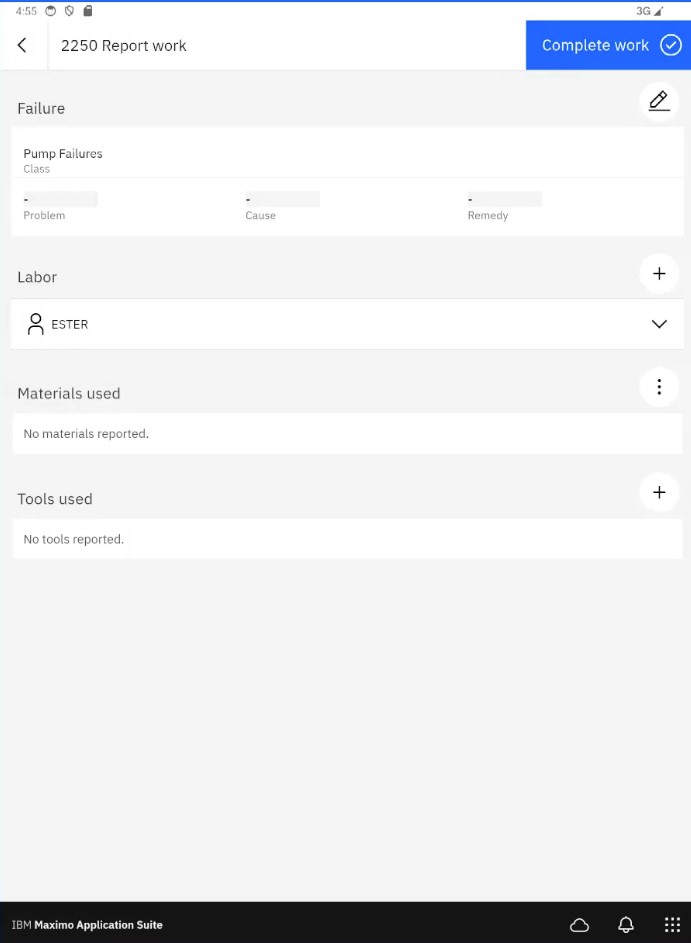 4:55 3G
2250 Report work
Complete work
Failure
Pump Failures
Class
- - -
Problem Cause Remedy
Labor
ESTER
Materials used
No materials reported.
Tools used
No tools reported.
IBM Maximo Application Suite